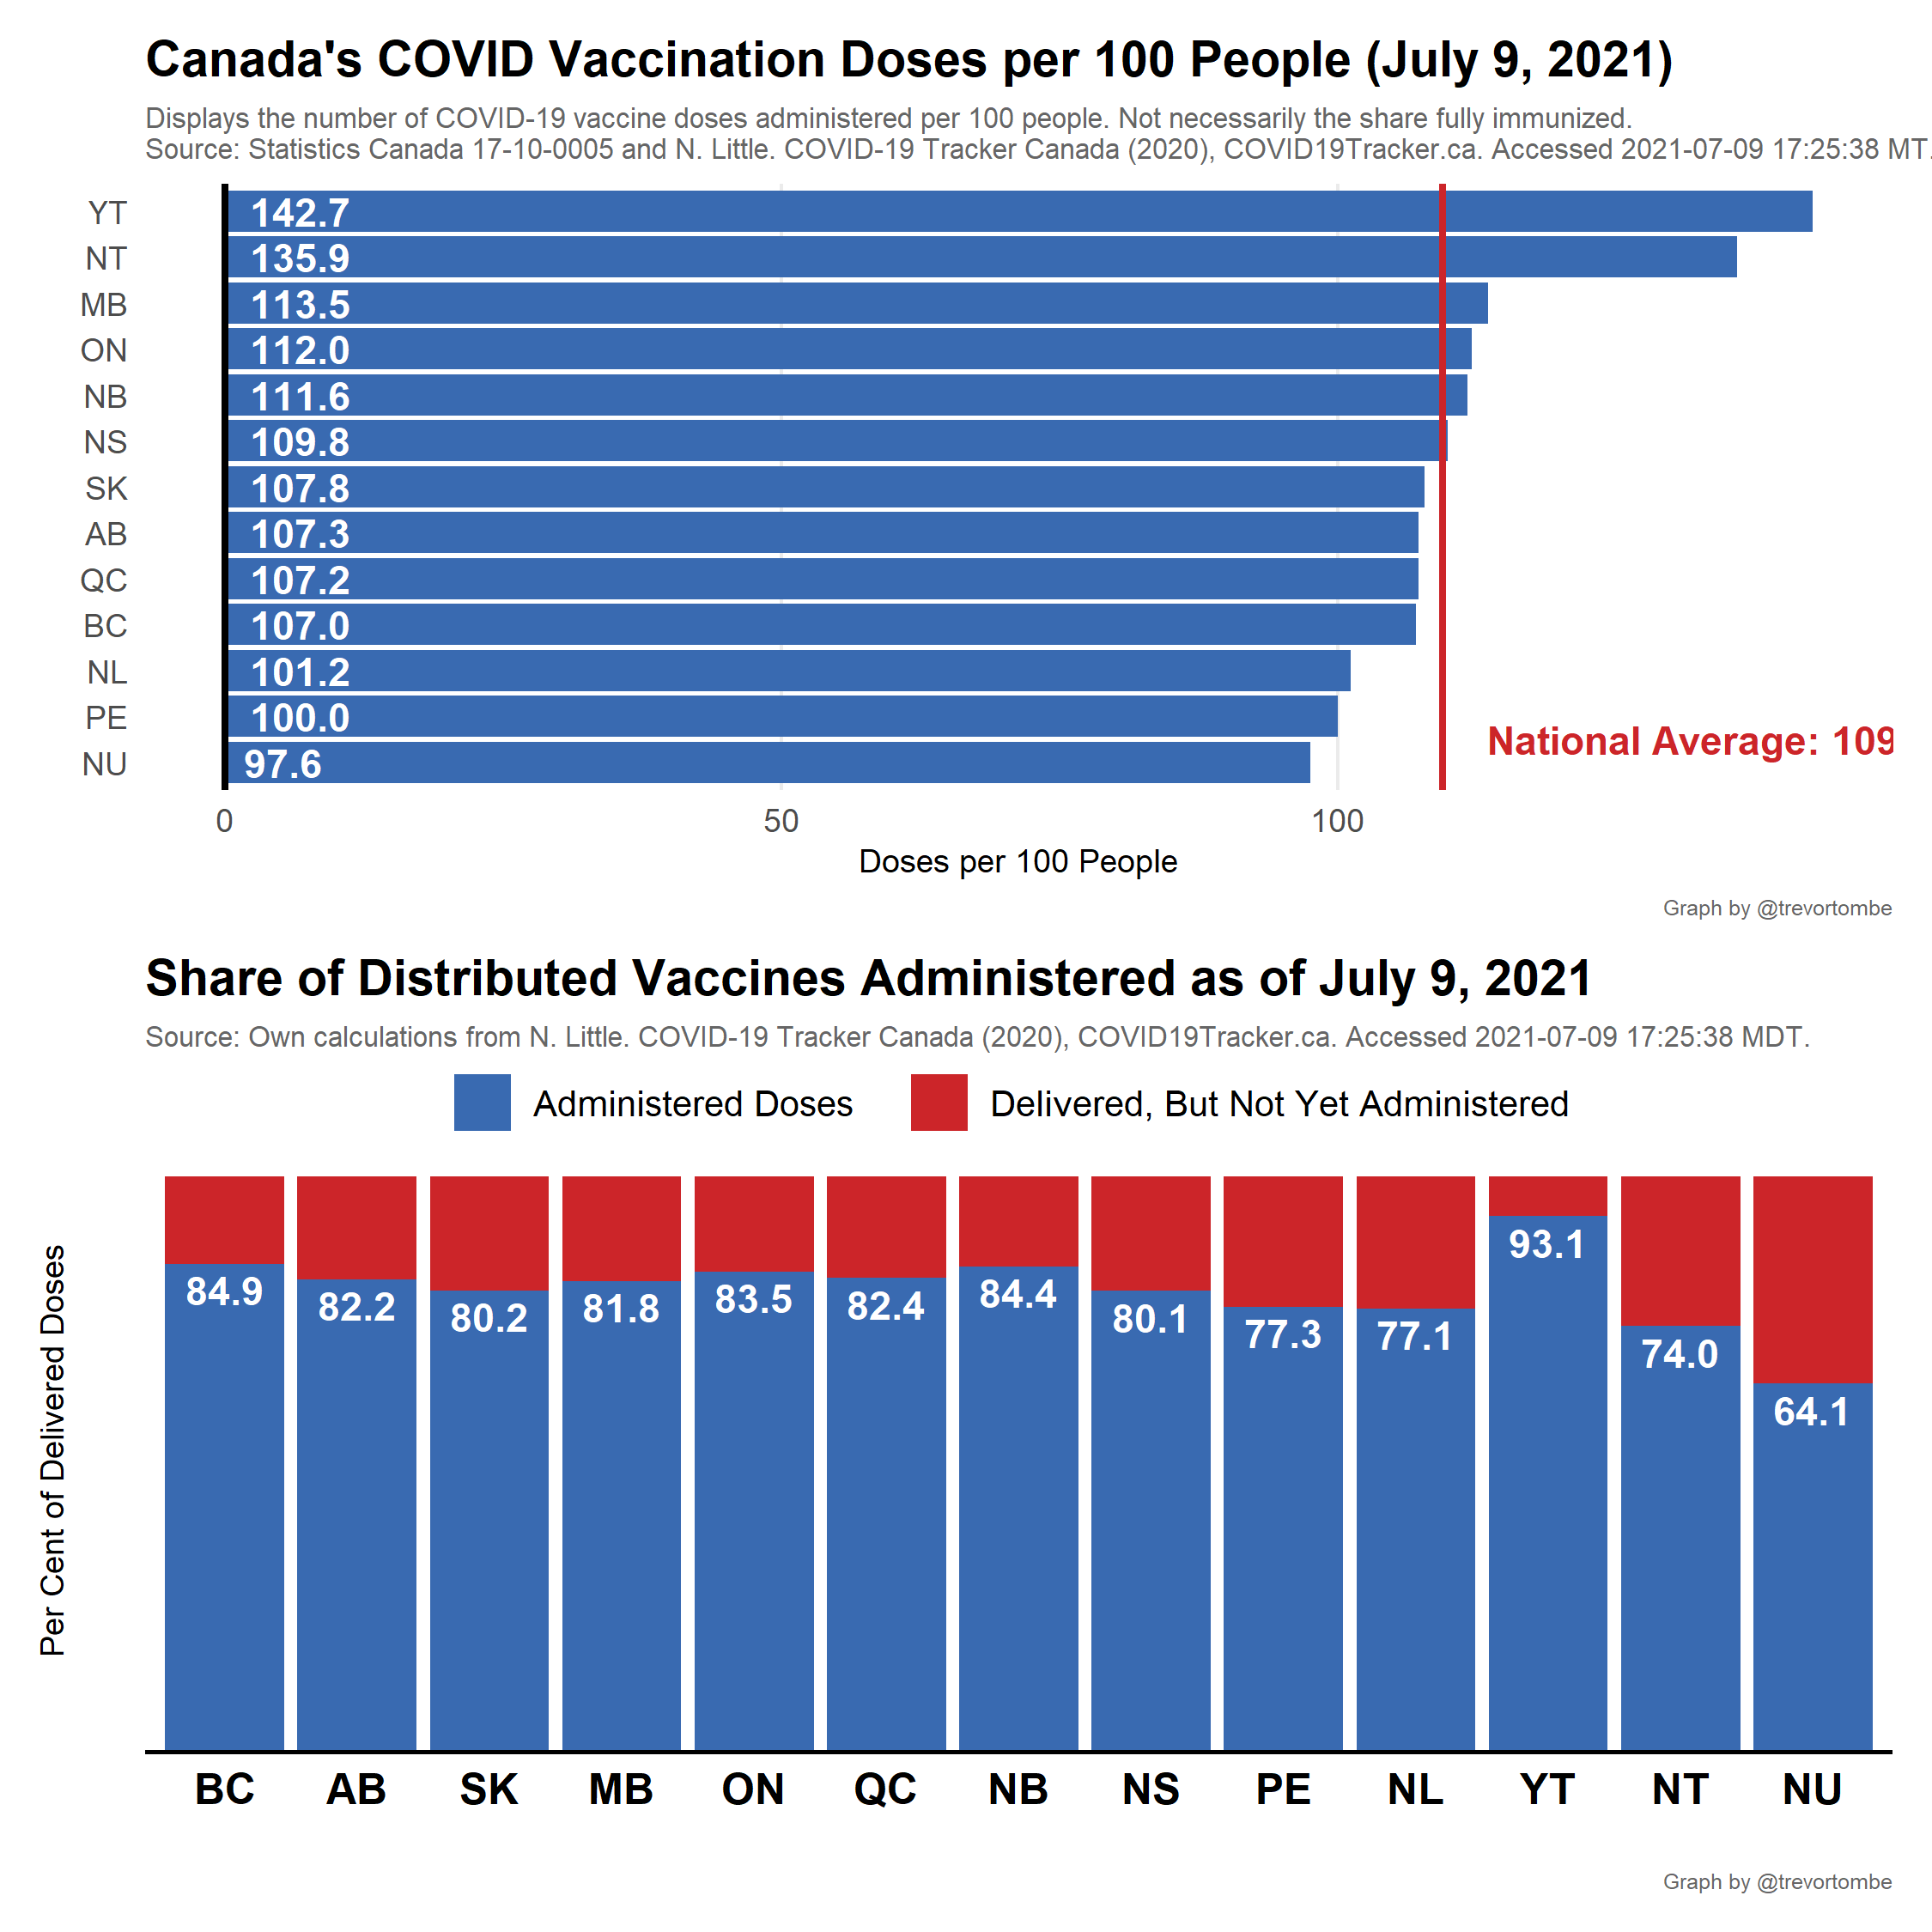 Canada's COVID Vaccination Doses per 100 People (July 9, 2021)
Displays the number of COVID-19 vaccine doses administered per 100 people. Not necessarily the share fully immunized.
Source: Statistics Canada 17-10-0005 and N. Little. COVID-19 Tracker Canada (2020), COVID19Tracker.ca. Accessed 2021-07-09 17:25:38 MT.
YT 142.7
NT 135.9
MB 113.5
ON 112.0
NB 111.6
NS 109.8
SK 107.8
AB 107.3
QC 107.2
BC 107.0
NL 101.2
PE 100.0
National Average: 109
NU 97.6
0 50 100
Doses per 100 People
Graph by @trevortombe
Share of Distributed Vaccines Administered as of July 9, 2021
Source: Own calculations from N. Little. COVID-19 Tracker Canada (2020), COVID19Tracker.ca. Accessed 2021-07-09 17:25:38 MDT.
Administered Doses Delivered, But Not Yet Administered
Per Cent of Delivered Doses
84.9 82.2 80.2 81.8 83.5 82.4 84.4 80.1 77.3 77.1 93.1 74.0 64.1
BC AB SK MB ON QC NB NS PE NL YT NT NU
Graph by @trevortombe